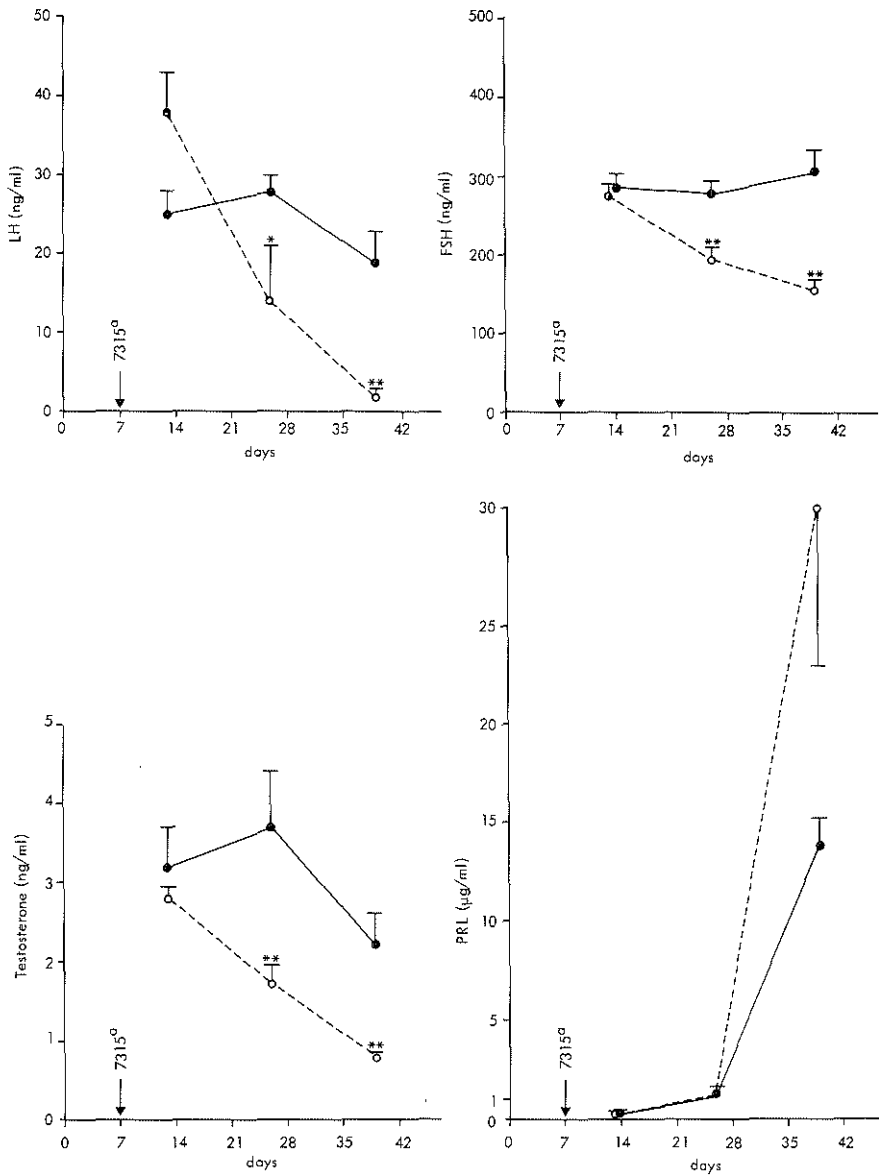 50
40
30
20
10
0
LH (ng/ml)
*
**
7315a
0 7 14 21 28 35 42
days
500
400
300
200
100
0
FSH (ng/ml)
**
**
7315a
0 7 14 21 28 35 42
days
5
4
3
2
1
0
Testosterone (ng/ml)
**
**
7315a
0 7 14 21 28 35 42
days
30
25
20
15
10
5
1
0
PRL (μg/ml)
7315a
0 7 14 21 28 35 42
days